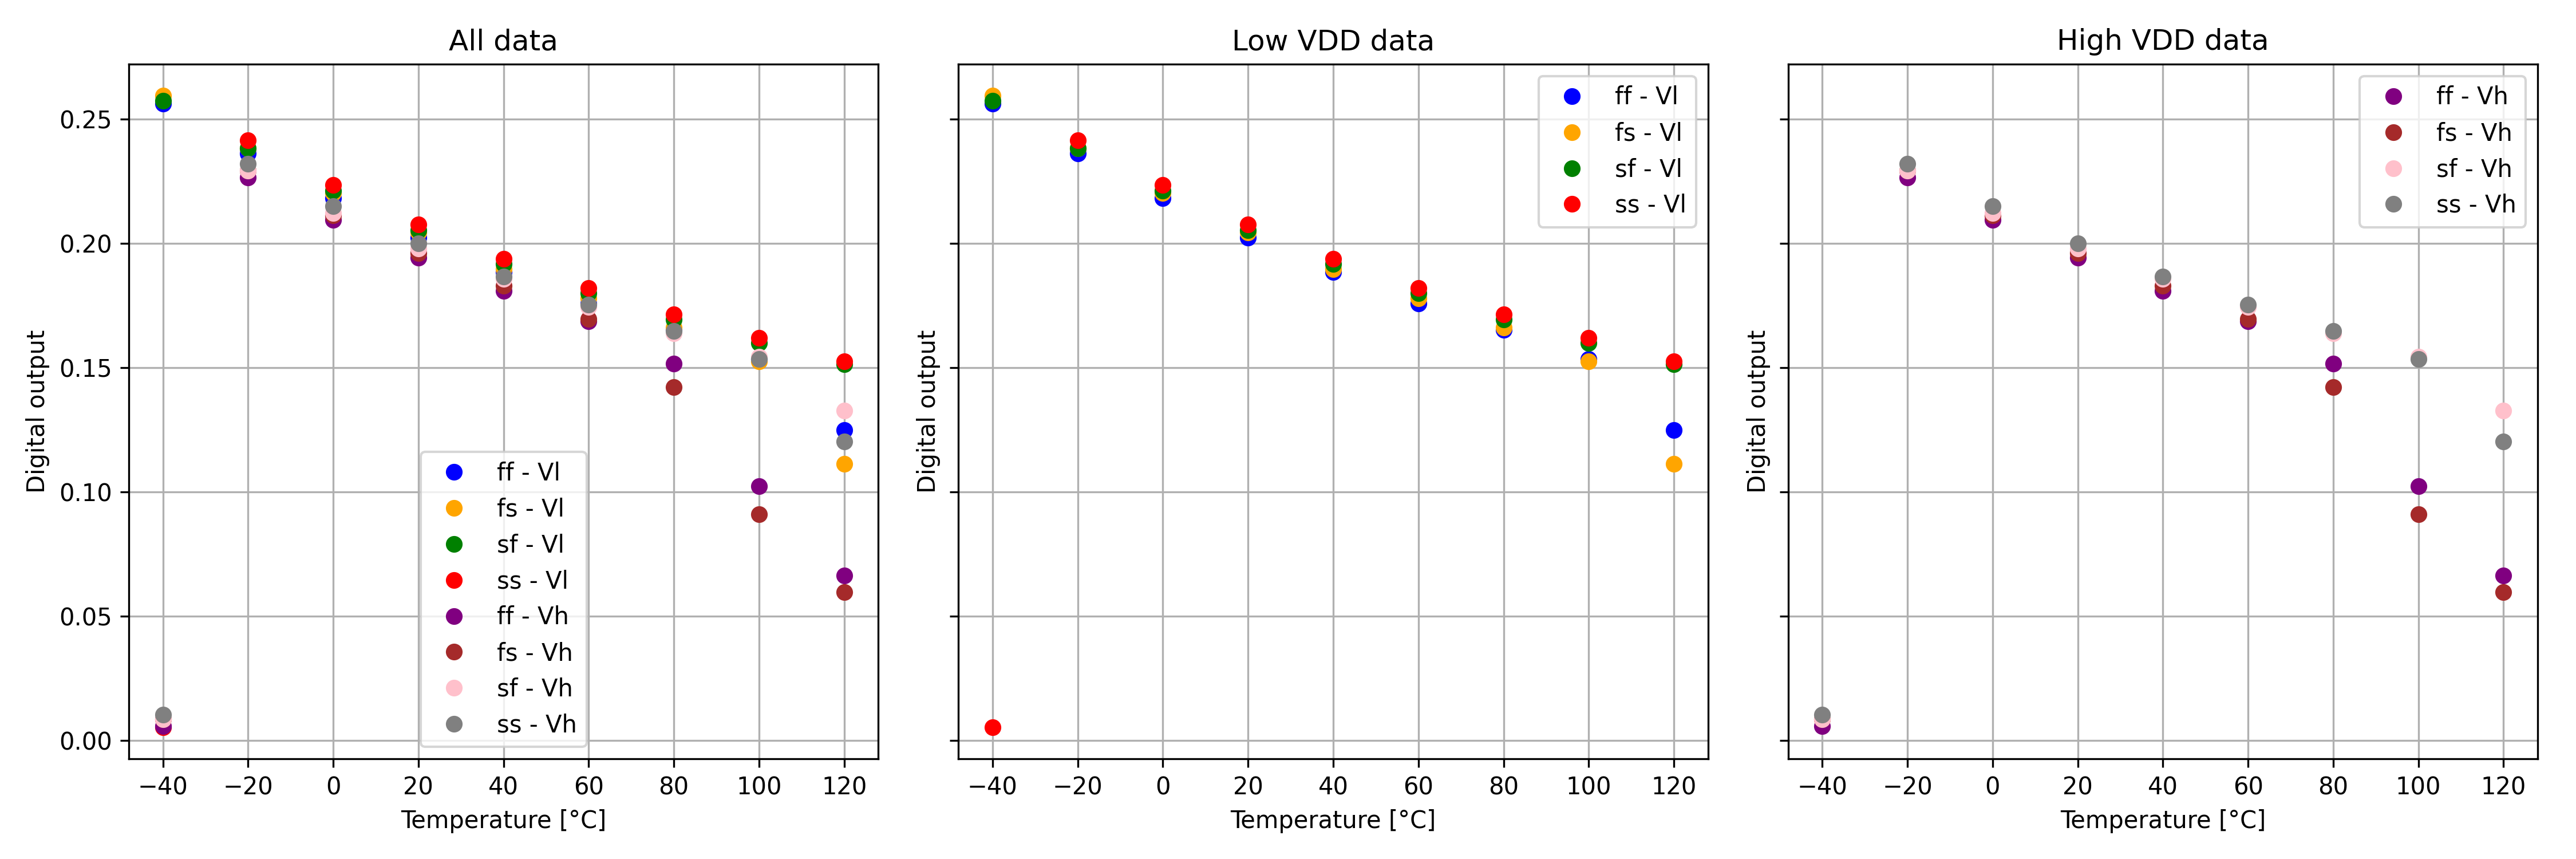 All data
Digital output
0.25
0.20
0.15
0.10
0.05
0.00
ff - Vl
fs - Vl
sf - Vl
ss - Vl
ff - Vh
fs - Vh
sf - Vh
ss - Vh
−40 −20 0 20 40 60 80 100 120
Temperature [°C]
Low VDD data
Digital output
ff - Vl
fs - Vl
sf - Vl
ss - Vl
−40 −20 0 20 40 60 80 100 120
Temperature [°C]
High VDD data
Digital output
ff - Vh
fs - Vh
sf - Vh
ss - Vh
−40 −20 0 20 40 60 80 100 120
Temperature [°C]